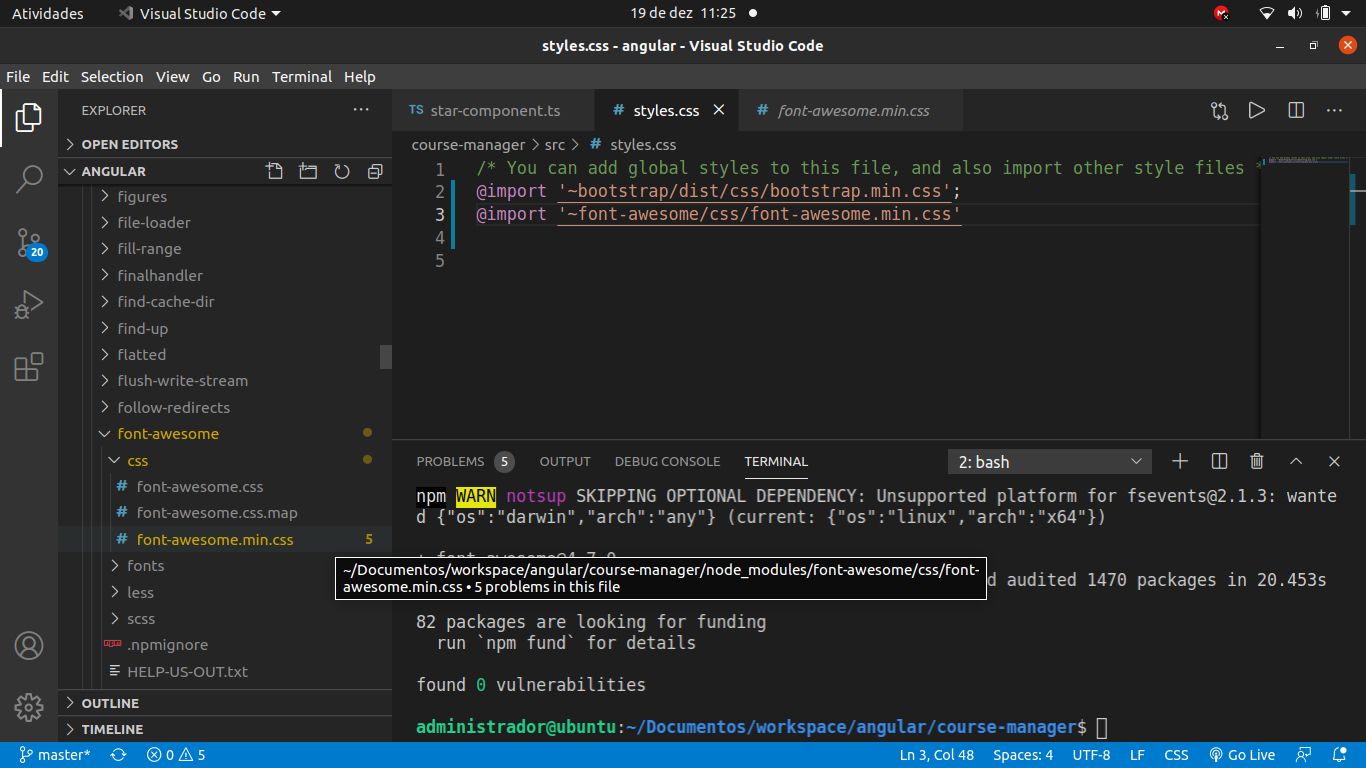 Atividades
Visual Studio Code
19 de dez 11:25
styles.css - angular - Visual Studio Code
File Edit Selection View Go Run Terminal Help
EXPLORER
OPEN EDITORS
ANGULAR
figures
file-loader
fill-range
finalhandler
find-cache-dir
find-up
flatted
flush-write-stream
follow-redirects
font-awesome
css
# font-awesome.css
# font-awesome.css.map
# font-awesome.min.css 5
fonts
less
scss
.npmignore
HELP-US-OUT.txt
OUTLINE
TIMELINE
20
TS star-component.ts
# styles.css
# font-awesome.min.css
course-manager > src > # styles.css
1 /* You can add global styles to this file, and also import other style files *
2 @import '~bootstrap/dist/css/bootstrap.min.css';
3 @import '~font-awesome/css/font-awesome.min.css'
4
5
PROBLEMS 5 OUTPUT DEBUG CONSOLE TERMINAL
2: bash
npm WARN notsup SKIPPING OPTIONAL DEPENDENCY: Unsupported platform for fsevents@2.1.3: wante
d {"os":"darwin","arch":"any"} (current: {"os":"linux","arch":"x64"})
+ font-awesome@4.7.0
~/Documentos/workspace/angular/course-manager/node_modules/font-awesome/css/font-
awesome.min.css • 5 problems in this file
d audited 1470 packages in 20.453s
82 packages are looking for funding
run `npm fund` for details
found 0 vulnerabilities
administrador@ubuntu:~/Documentos/workspace/angular/course-manager$
master*
0
5
Ln 3, Col 48
Spaces: 4
UTF-8
LF
CSS
Go Live